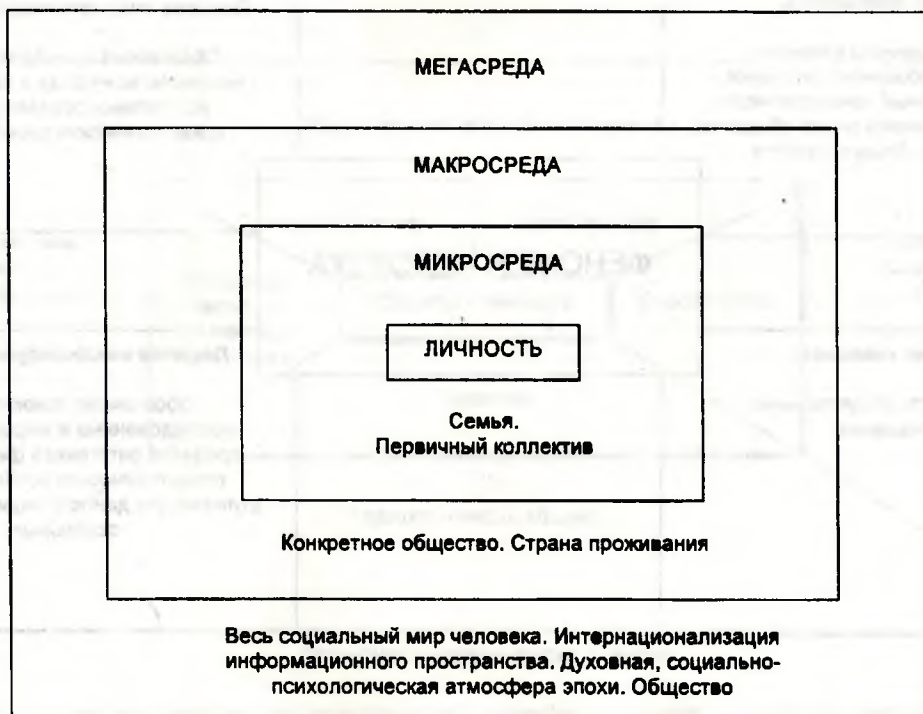 МЕГАСРЕДА
МАКРОСРЕДА
МИКРОСРЕДА
ЛИЧНОСТЬ
Семья.
Первичный коллектив
Конкретное общество. Страна проживания
Весь социальный мир человека. Интернационализация
информационного пространства. Духовная, социально-
психологическая атмосфера эпохи. Общество